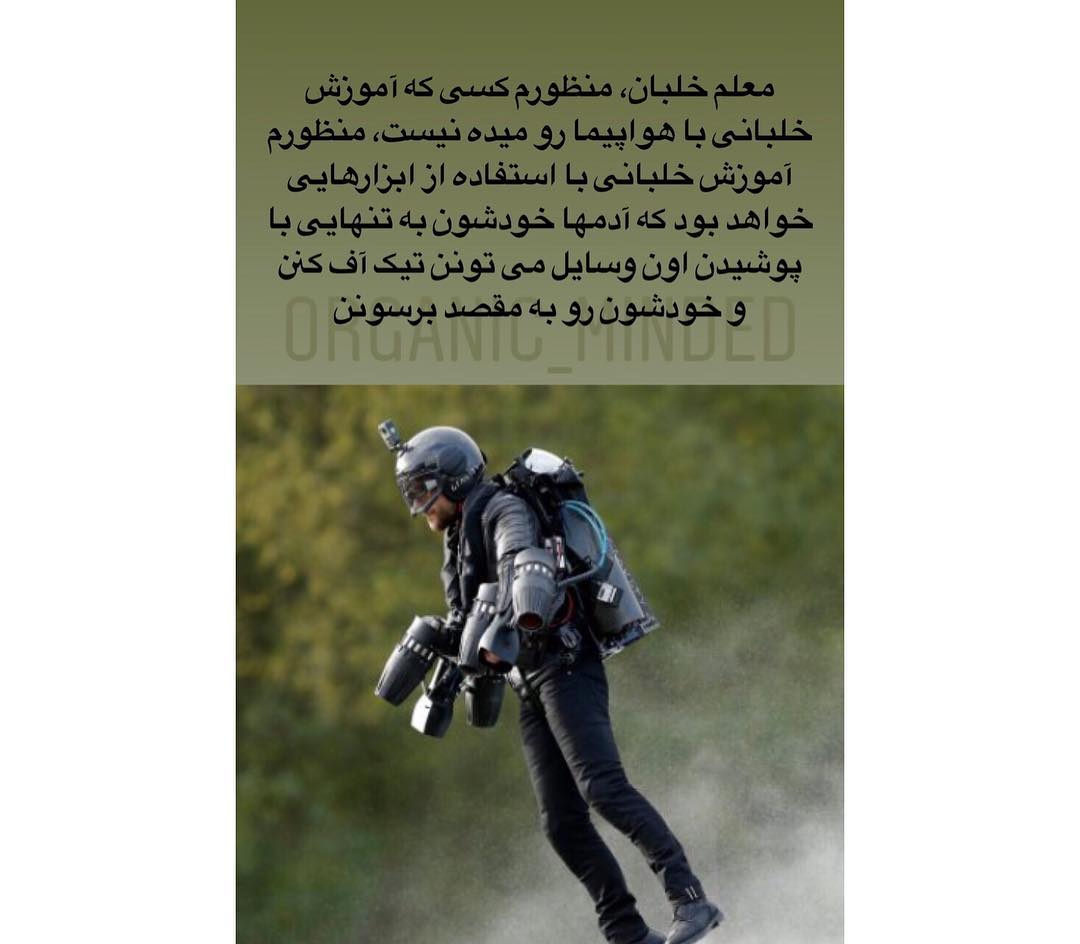 معلم خلبان، منظورم کسی که آموزش
خلبانی با هواپیما رو میده نیست، منظورم
آموزش خلبانی با استفاده از ابزارهایی
خواهد بود که آدمها خودشون به تنهایی با
پوشیدن اون وسایل می تونن تیک آف کنن
و خودشون رو به مقصد برسونن
ORGANIC_MINDED